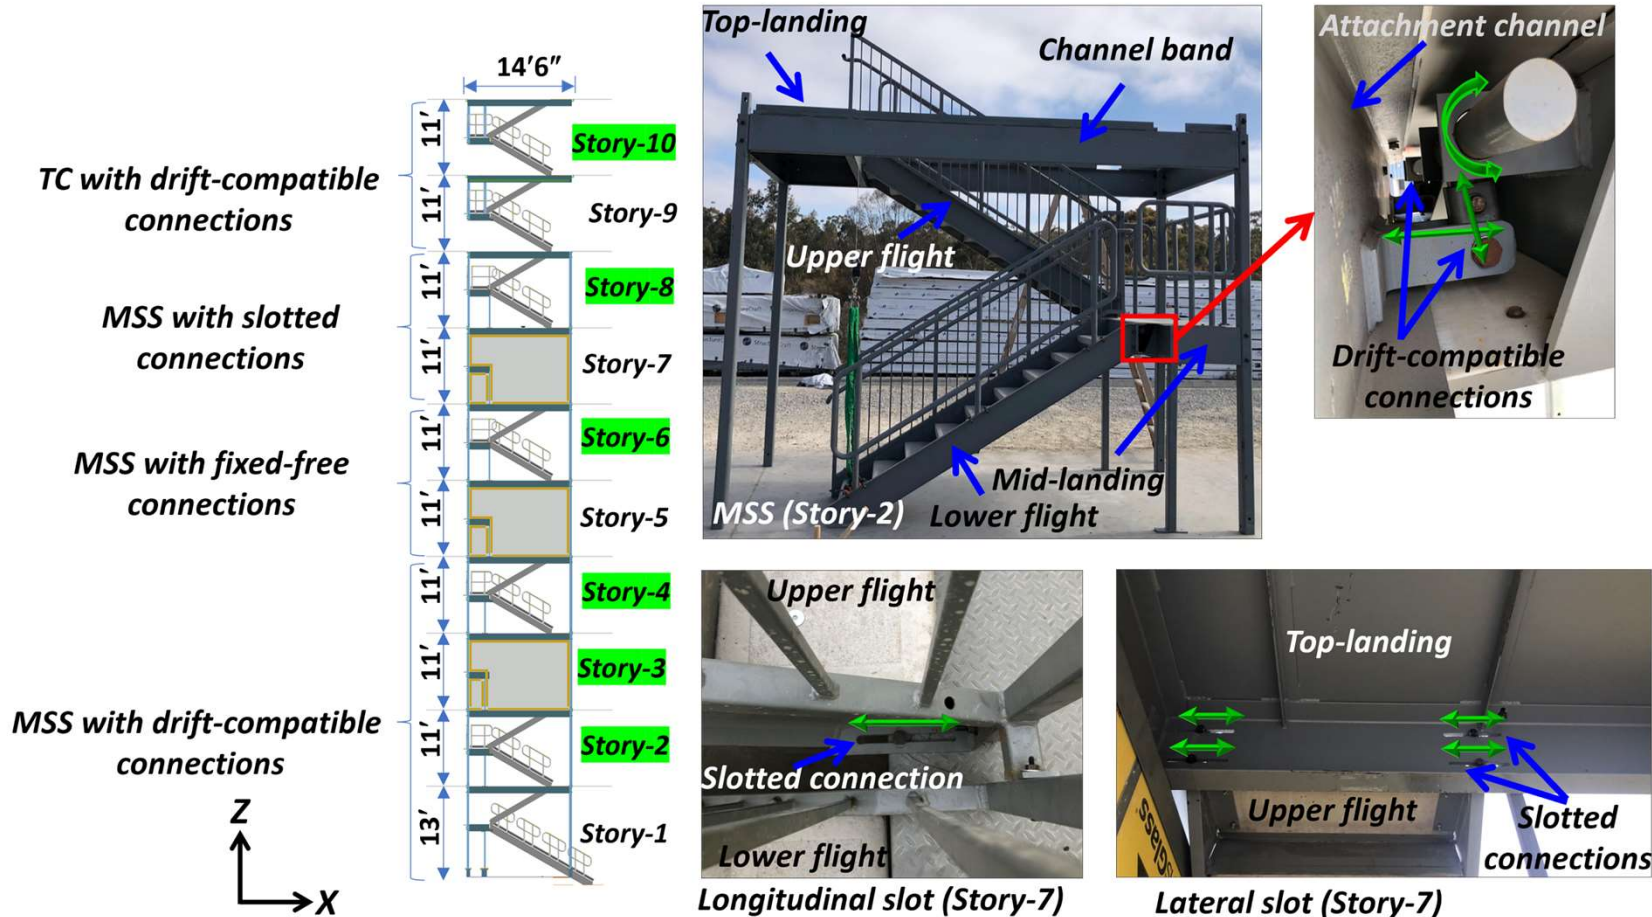 14′6″
11′
Story-10
TC with drift-compatible
connections
11′
Story-9
11′
Story-8
MSS with slotted
connections
11′
Story-7
11′
Story-6
MSS with fixed-free
connections
11′
Story-5
11′
Story-4
11′
Story-3
MSS with drift-compatible
connections
11′
Story-2
13′
Story-1
Z
X
Top-landing
Channel band
Upper flight
Mid-landing
Lower flight
MSS (Story-2)
Attachment channel
Drift-compatible
connections
Upper flight
Slotted connection
Lower flight
Longitudinal slot (Story-7)
Top-landing
Upper flight
Slotted
connections
Glass
Lateral slot (Story-7)